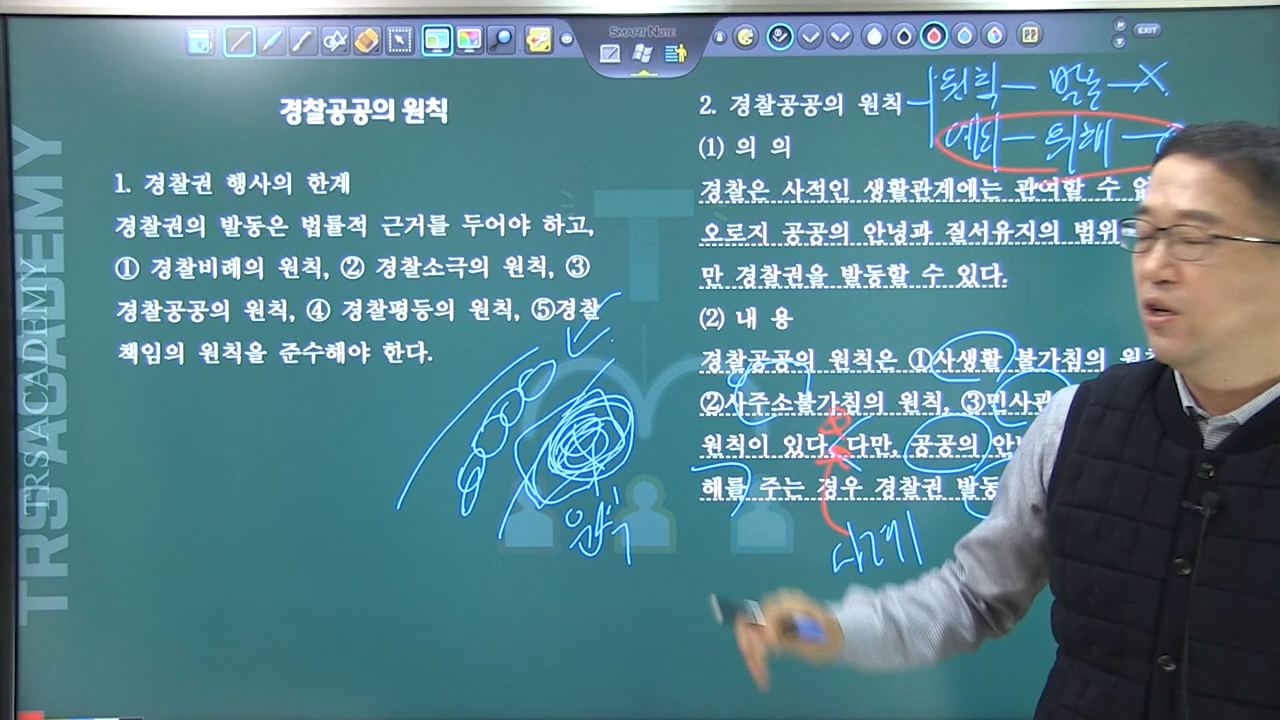 SMART NOTE
EXIT
경찰공공의 원칙
1. 경찰권 행사의 한계
경찰권의 발동은 법률적 근거를 두어야 하고,
① 경찰비례의 원칙, ② 경찰소극의 원칙, ③
경찰공공의 원칙, ④ 경찰평등의 원칙, ⑤경찰
책임의 원칙을 준수해야 한다.
2. 경찰공공의 원칙
원칙 ― 발동 ― X
예외 ― 위해 ―
(1) 의 의
경찰은 사적인 생활관계에는 관여할 수
오로지 공공의 안녕과 질서유지의 범위
만 경찰권을 발동할 수 있다.
(2) 내 용
경찰공공의 원칙은 ①사생활 불가침의
②사주소불가침의 원칙, ③민사관
원칙이 있다. 다만, 공공의
해를 주는 경우 경찰권 발동
TRSACADEMY
TRSACADEMY